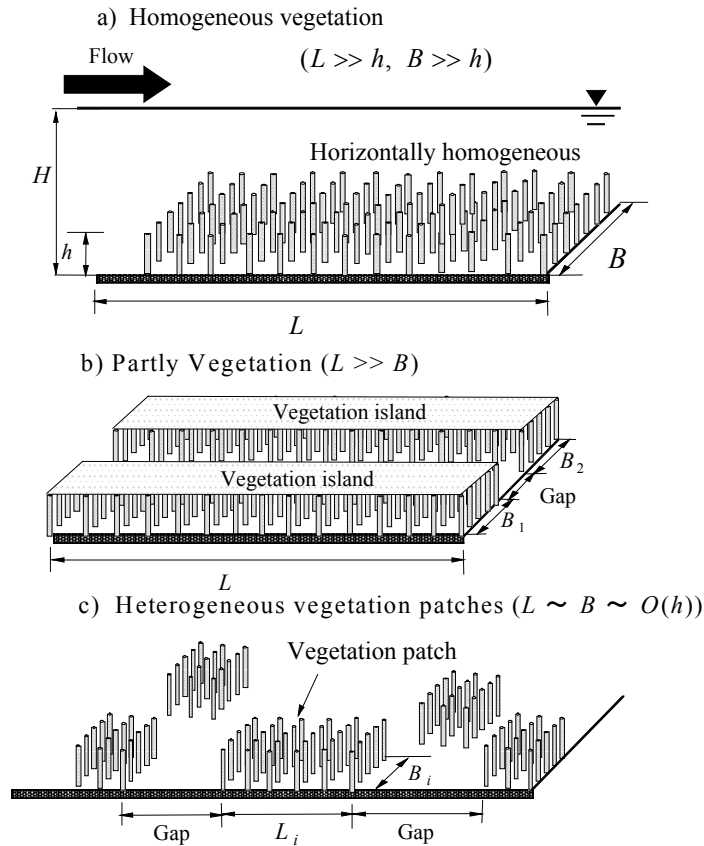 a) Homogeneous vegetation
Flow
(L >> h, B >> h)
H
Horizontally homogeneous
h
B
L
b) Partly Vegetation (L >> B)
Vegetation island
Vegetation island
B2
Gap
B1
L
c) Heterogeneous vegetation patches (L ~ B ~ O(h))
Vegetation patch
Bi
Gap
Li
Gap